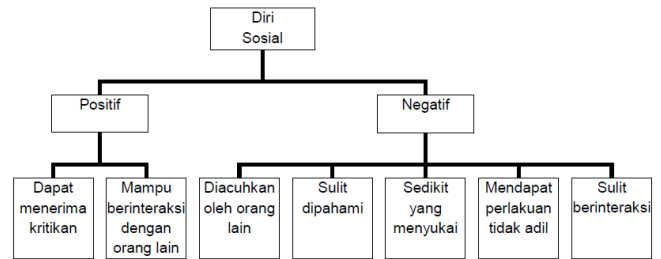 Diri
Sosial
Positif
Negatif
Dapat
menerima
kritikan
Mampu
berinteraksi
dengan
orang lain
Diacuhkan
oleh orang
lain
Sulit
dipahami
Sedikit
yang
menyukai
Mendapat
perlakuan
tidak adil
Sulit
berinteraksi